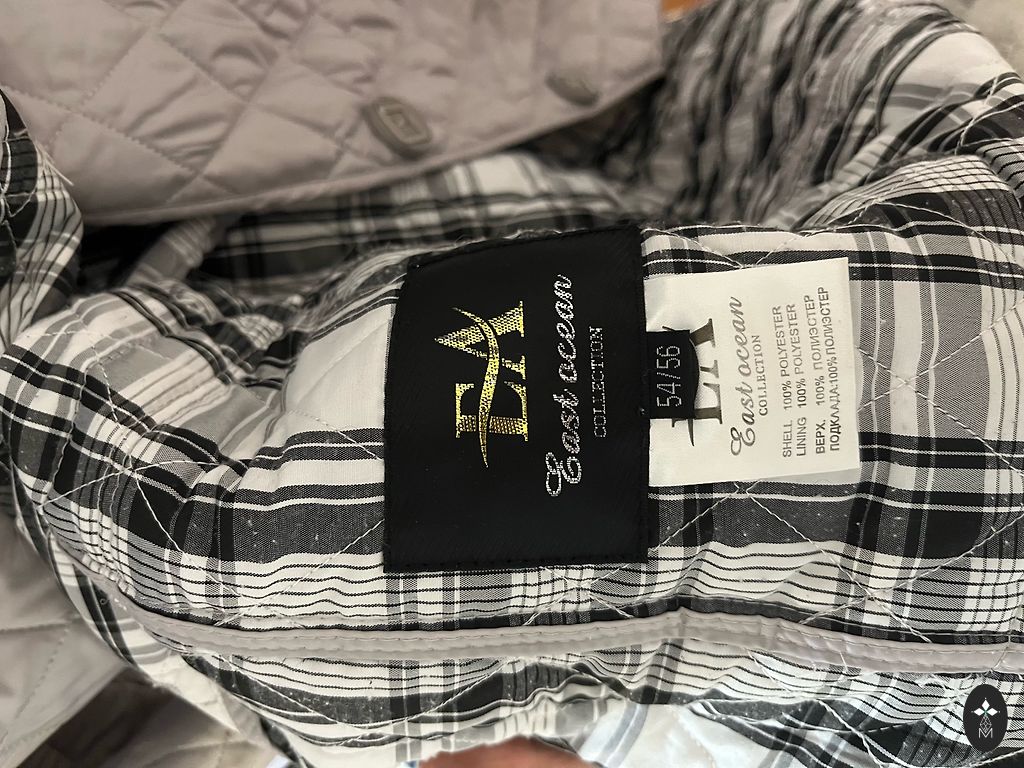 EA
East ocean
COLLECTION
54/56
EA
East ocean
COLLECTION
SHELL 100% POLYESTER
LINING 100% POLYESTER
ВЕРХ. 100% ПОЛИЭСТЕР
ПОДКЛАДА:100%ПОЛИЭСТЕР